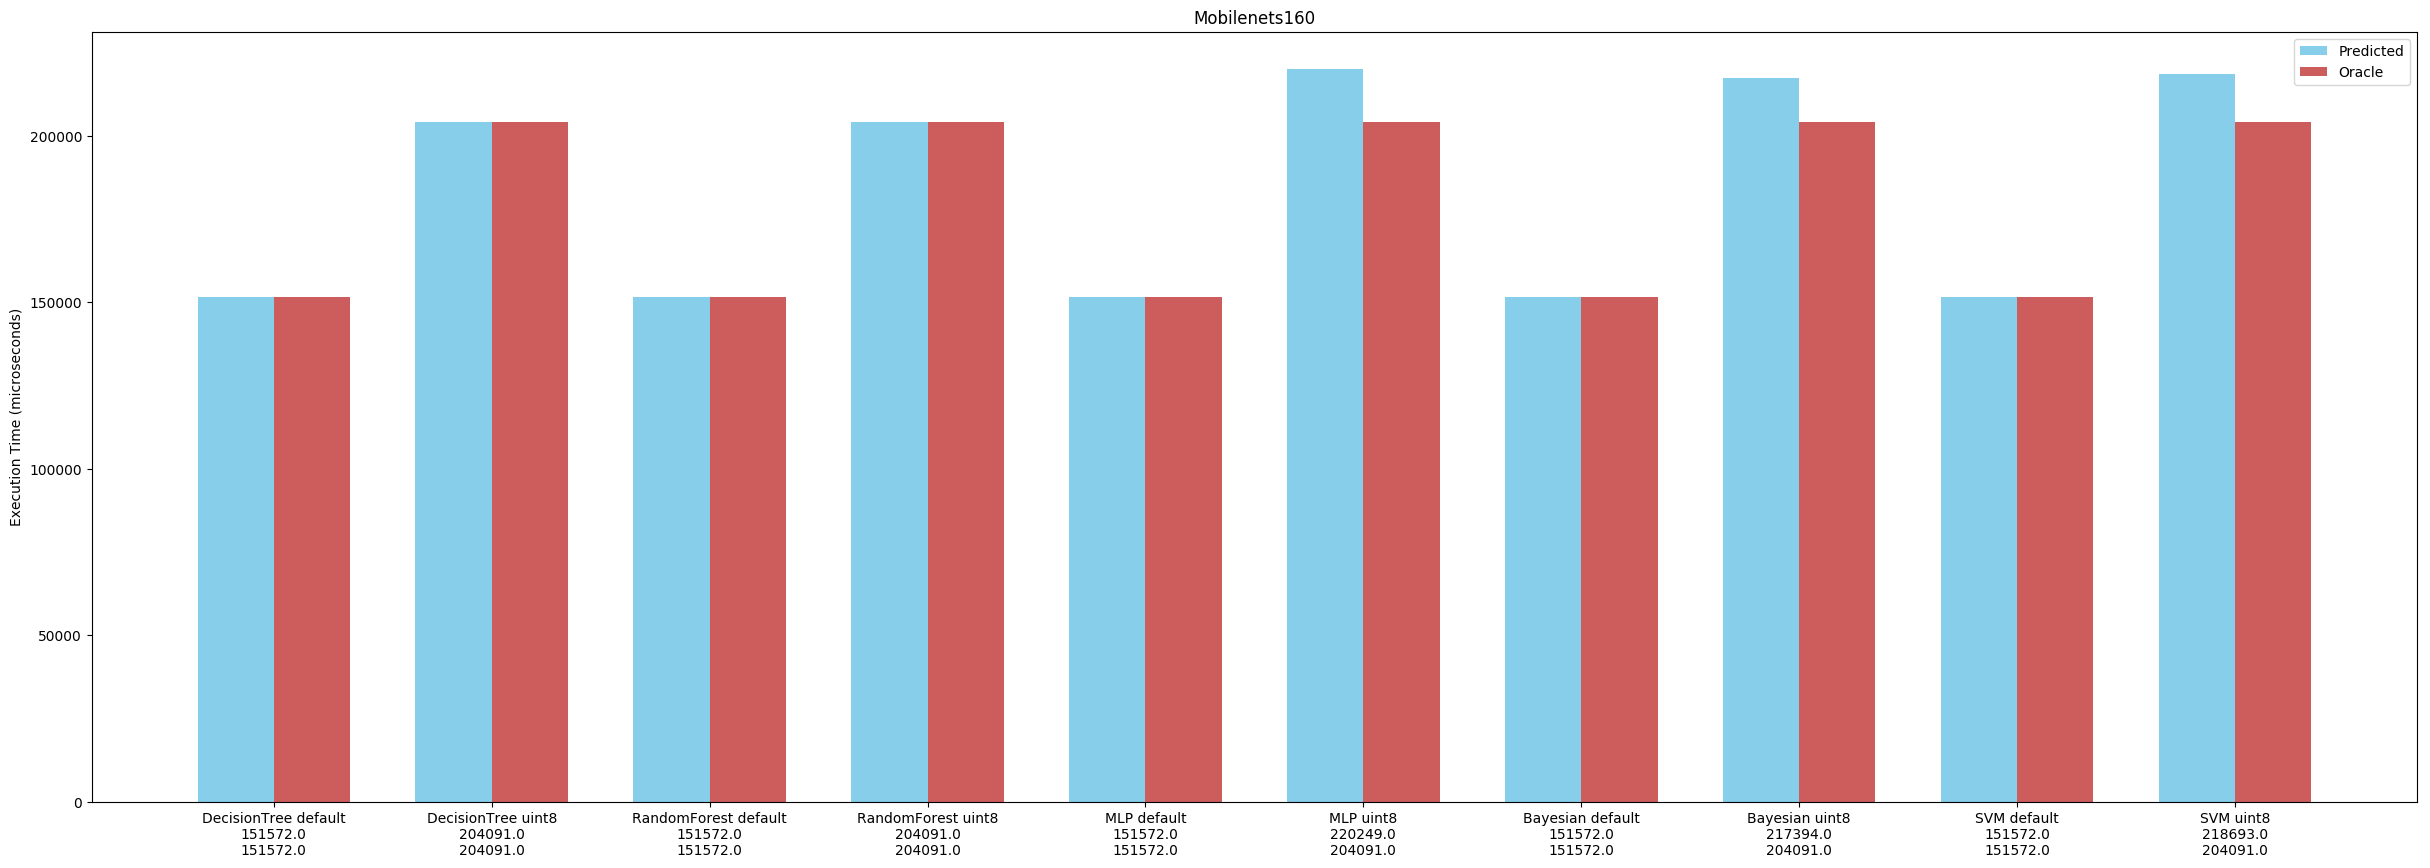 Mobilenets160
Predicted
Oracle
Execution Time (microseconds)
200000
150000
100000
50000
0
DecisionTree default
151572.0
151572.0
DecisionTree uint8
204091.0
204091.0
RandomForest default
151572.0
151572.0
RandomForest uint8
204091.0
204091.0
MLP default
151572.0
151572.0
MLP uint8
220249.0
204091.0
Bayesian default
151572.0
151572.0
Bayesian uint8
217394.0
204091.0
SVM default
151572.0
151572.0
SVM uint8
218693.0
204091.0